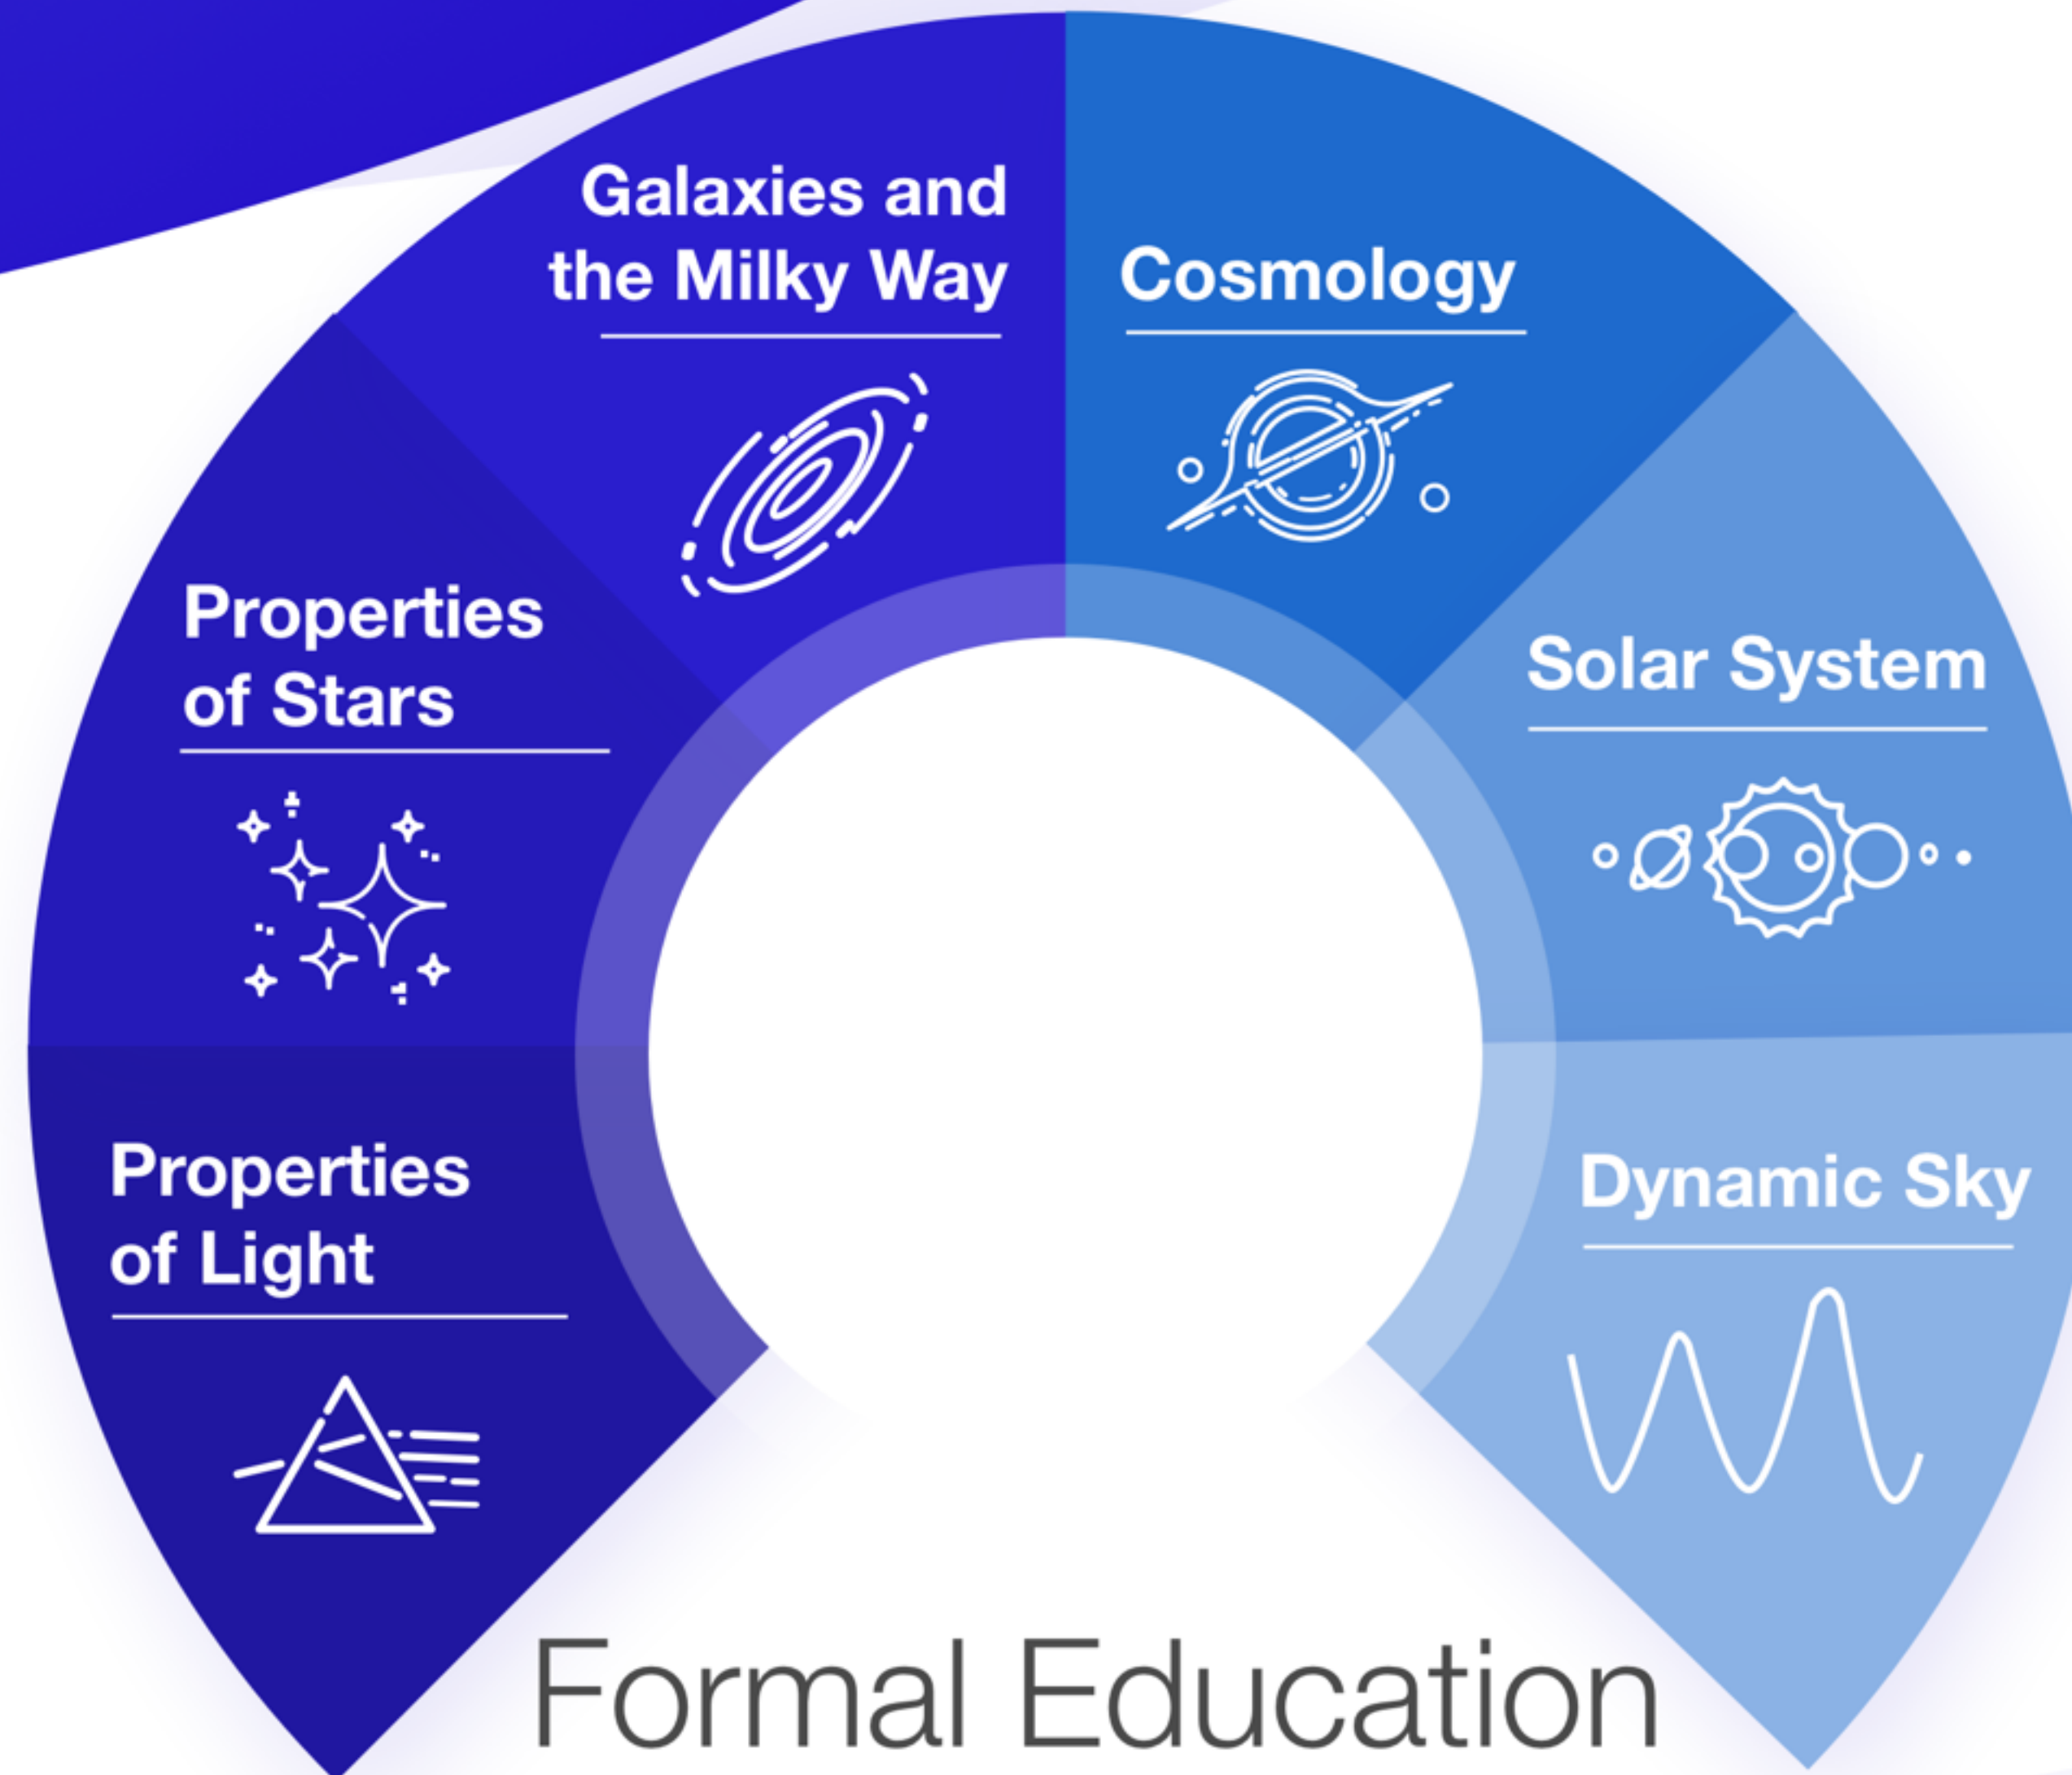 Galaxies and
the Milky Way
Cosmology
Properties
of Stars
Solar System
Properties
of Light
Dynamic Sky
Formal Education